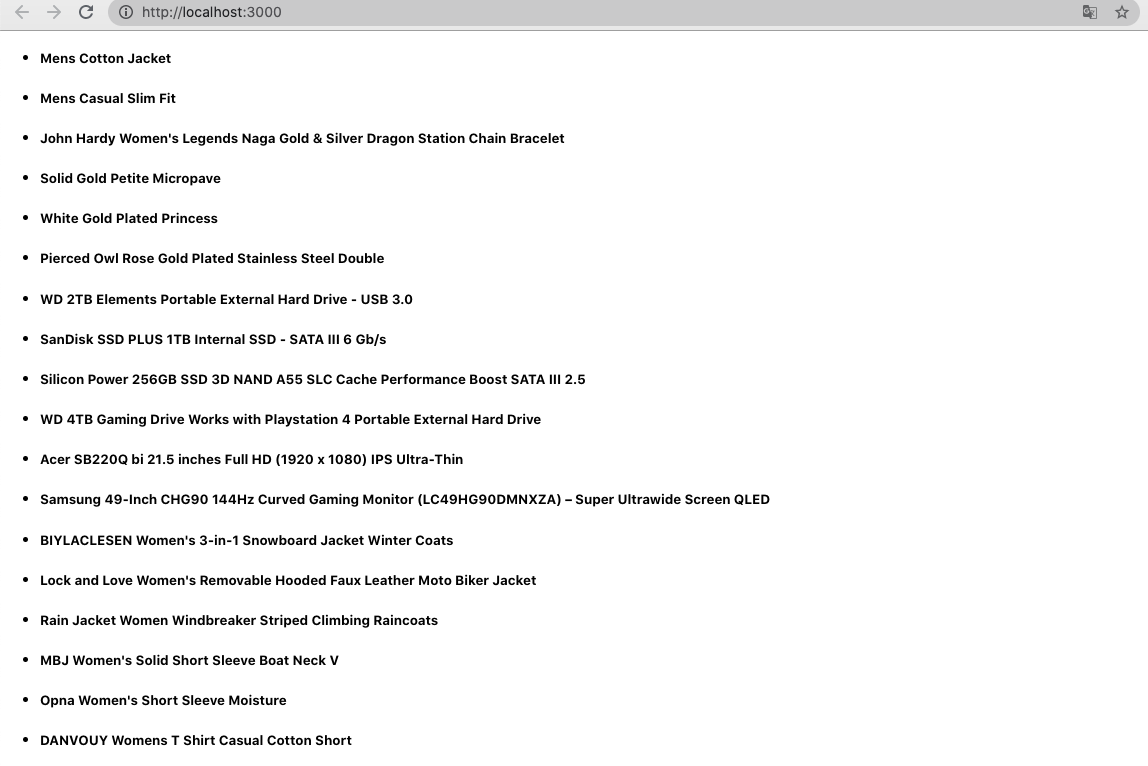 http://localhost:3000
Mens Cotton Jacket
Mens Casual Slim Fit
John Hardy Women's Legends Naga Gold & Silver Dragon Station Chain Bracelet
Solid Gold Petite Micropave
White Gold Plated Princess
Pierced Owl Rose Gold Plated Stainless Steel Double
WD 2TB Elements Portable External Hard Drive - USB 3.0
SanDisk SSD PLUS 1TB Internal SSD - SATA III 6 Gb/s
Silicon Power 256GB SSD 3D NAND A55 SLC Cache Performance Boost SATA III 2.5
WD 4TB Gaming Drive Works with Playstation 4 Portable External Hard Drive
Acer SB220Q bi 21.5 inches Full HD (1920 x 1080) IPS Ultra-Thin
Samsung 49-Inch CHG90 144Hz Curved Gaming Monitor (LC49HG90DMNXZA) – Super Ultrawide Screen QLED
BIYLACLESEN Women's 3-in-1 Snowboard Jacket Winter Coats
Lock and Love Women's Removable Hooded Faux Leather Moto Biker Jacket
Rain Jacket Women Windbreaker Striped Climbing Raincoats
MBJ Women's Solid Short Sleeve Boat Neck V
Opna Women's Short Sleeve Moisture
DANVOUY Womens T Shirt Casual Cotton Short